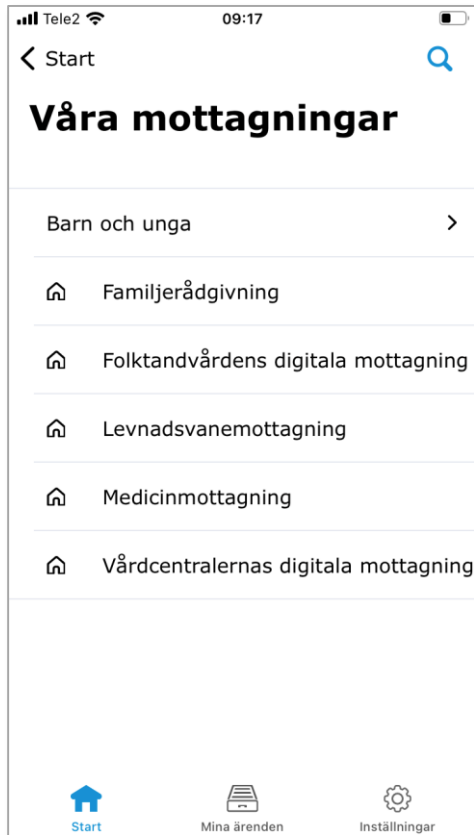 Tele2 09:17
Start
Våra mottagningar
Barn och unga
Familjerådgivning
Folktandvårdens digitala mottagning
Levnadsvanemottagning
Medicinmottagning
Vårdcentralernas digitala mottagning
Start Mina ärenden Inställningar